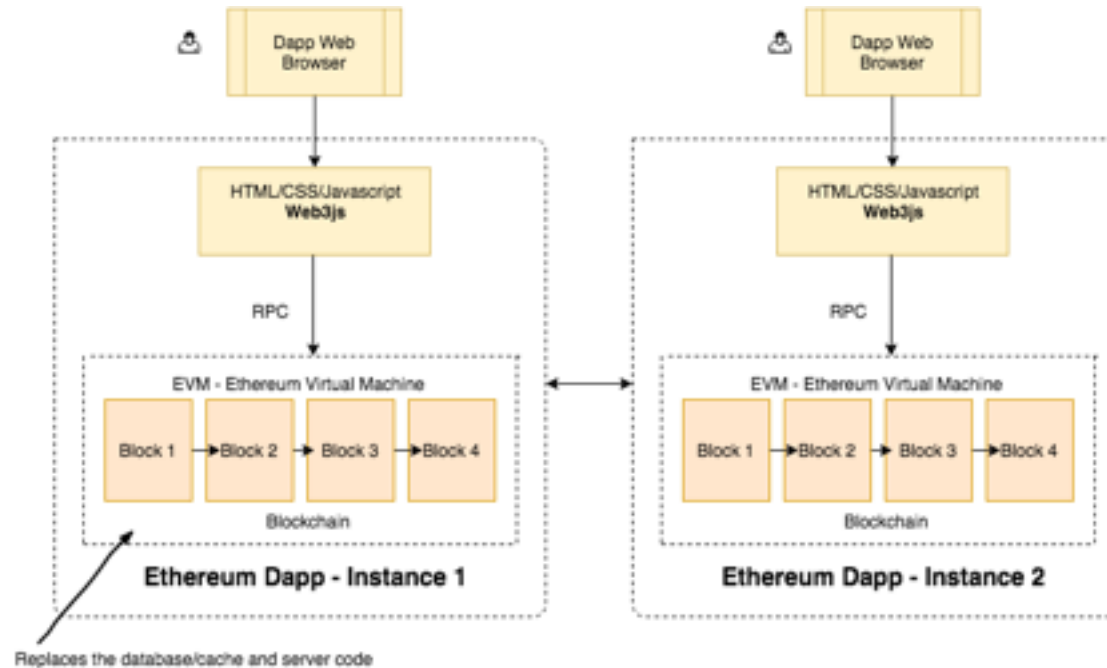 Dapp Web
Browser
HTML/CSS/Javascript
Web3js
RPC
EVM - Ethereum Virtual Machine
Block 1
Block 2
Block 3
Block 4
Blockchain
Ethereum Dapp - Instance 1
Replaces the database/cache and server code
Dapp Web
Browser
HTML/CSS/Javascript
Web3js
RPC
EVM - Ethereum Virtual Machine
Block 1
Block 2
Block 3
Block 4
Blockchain
Ethereum Dapp - Instance 2